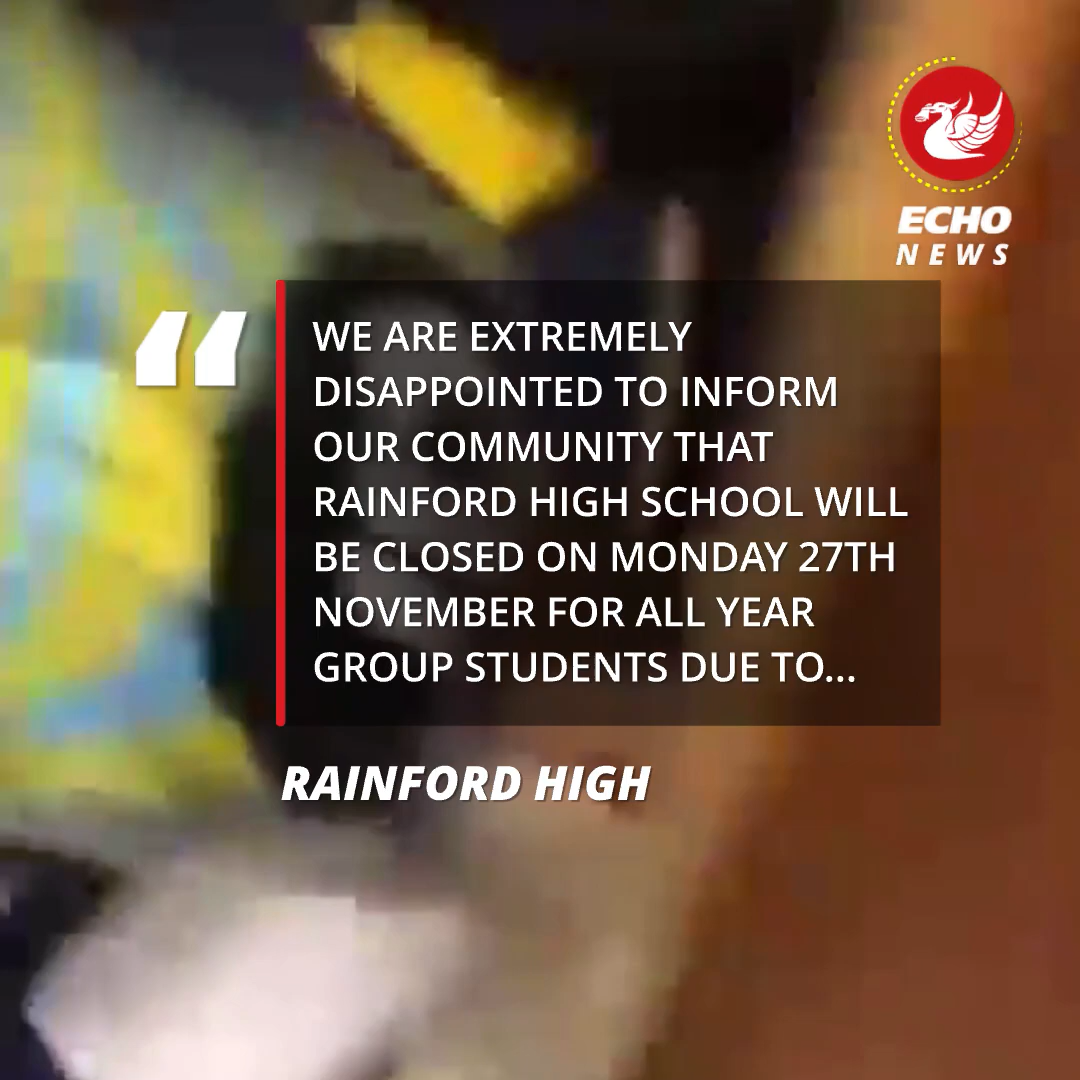 ECHO
NEWS
“
WE ARE EXTREMELY
DISAPPOINTED TO INFORM
OUR COMMUNITY THAT
RAINFORD HIGH SCHOOL WILL
BE CLOSED ON MONDAY 27TH
NOVEMBER FOR ALL YEAR
GROUP STUDENTS DUE TO...
RAINFORD HIGH